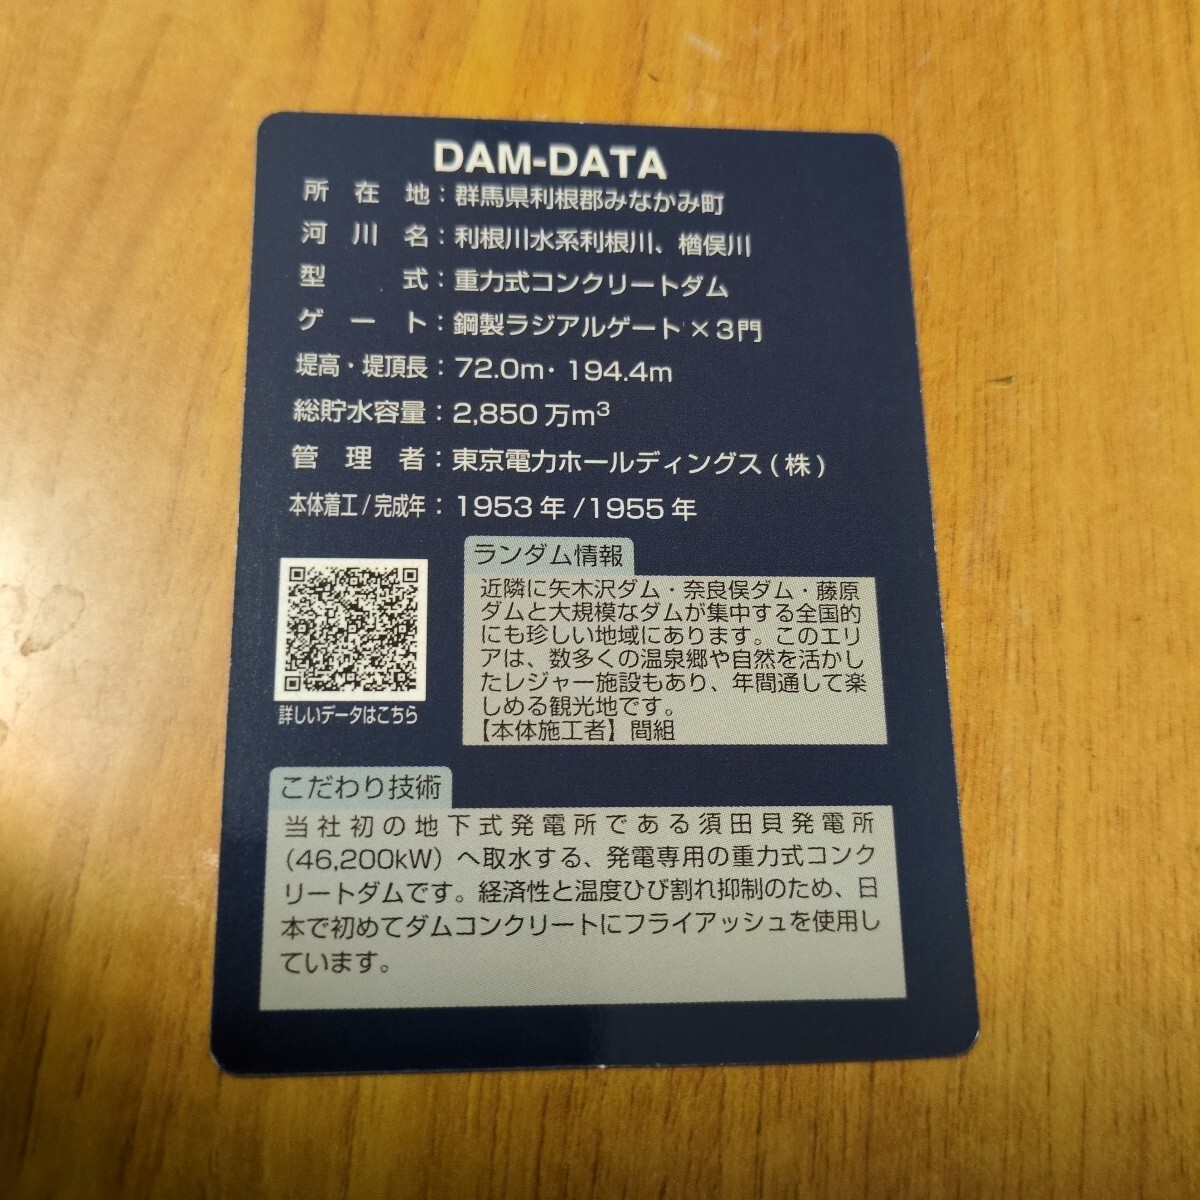 DAM-DATA
所在地：群馬県利根郡みなかみ町
河川名：利根川水系利根川、楢俣川
型式：重力式コンクリートダム
ゲート：鋼製ラジアルゲート×3門
堤高・堤頂長：72.0m・194.4m
総貯水容量：2,850万m³
管理者：東京電力ホールディングス(株)
本体着工/完成年：1953年/1955年
ランダム情報
近隣に矢木沢ダム・奈良俣ダム・藤原
ダムと大規模なダムが集中する全国的
にも珍しい地域にあります。このエリ
アは、数多くの温泉郷や自然を活かし
たレジャー施設もあり、年間通して楽
しめる観光地です。
【本体施工者】間組
詳しいデータはこちら
こだわり技術
当社初の地下式発電所である須田貝発電所
(46,200kW)へ取水する、発電専用の重力式コンク
リートダムです。経済性と温度ひび割れ抑制のため、日
本で初めてダムコンクリートにフライアッシュを使用し
ています。